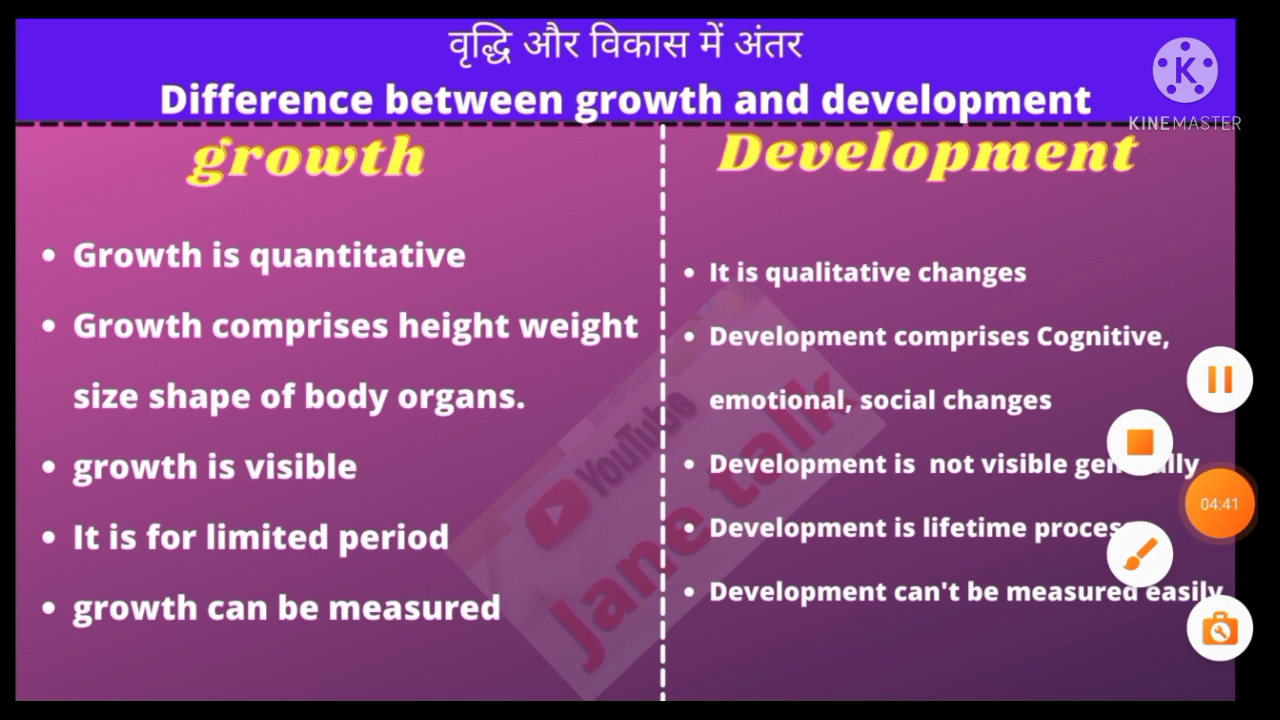 वृद्धि और विकास में अंतर
Difference between growth and development
K
KINEMASTER
growth
• Growth is quantitative
• Growth comprises height weight
size shape of body organs.
• growth is visible
• It is for limited period
• growth can be measured
Development
• It is qualitative changes
• Development comprises Cognitive,
emotional, social changes
• Development is not visible
• Development is lifetime
• Development can't be measured easily
YouTube
Jane talk
04:41